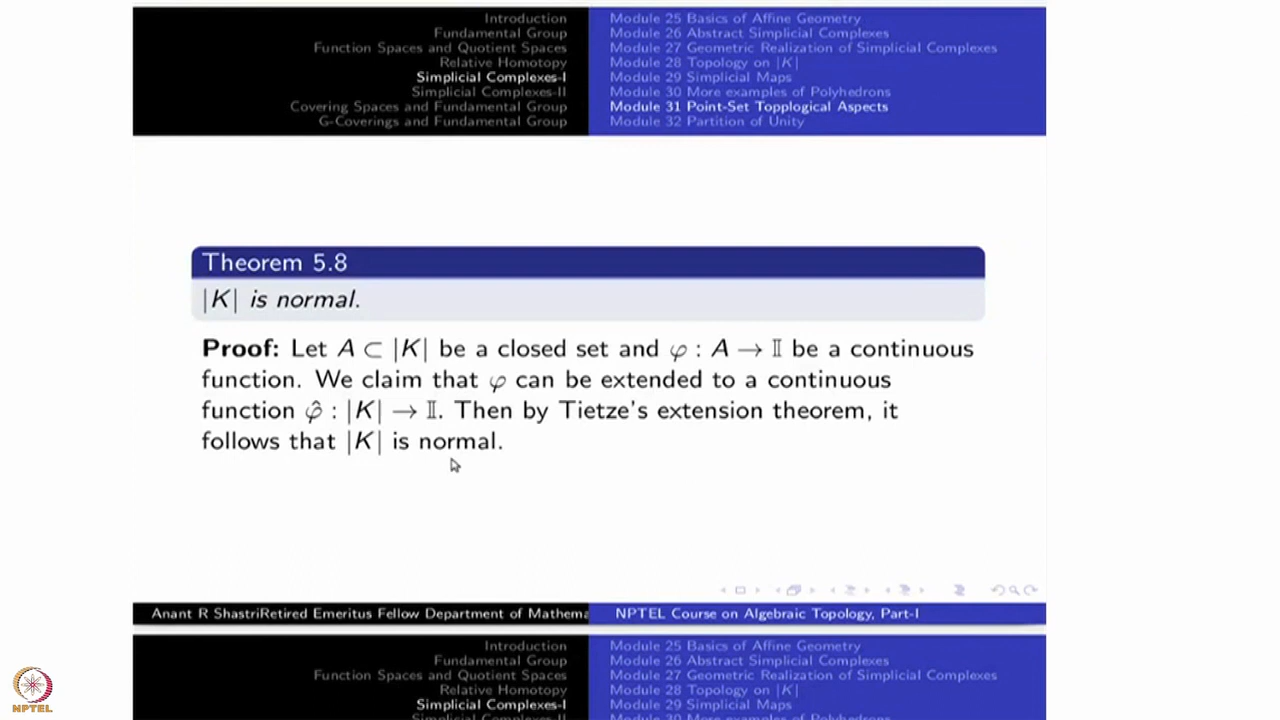 Introduction
Fundamental Group
Function Spaces and Quotient Spaces
Relative Homotopy
Simplicial Complexes-I
Simplicial Complexes-II
Covering Spaces and Fundamental Group
G-Coverings and Fundamental Group
Module 25 Basics of Affine Geometry
Module 26 Abstract Simplicial Complexes
Module 27 Geometric Realization of Simplicial Complexes
Module 28 Topology on |K|
Module 29 Simplicial Maps
Module 30 More examples of Polyhedrons
Module 31 Point-Set Topplogical Aspects
Module 32 Partition of Unity
Theorem 5.8
|K| is normal.
Proof: Let A ⊂ |K| be a closed set and φ : A → 𝕀 be a continuous
function. We claim that φ can be extended to a continuous
function φ̂ : |K| → 𝕀. Then by Tietze's extension theorem, it
follows that |K| is normal.
Anant R ShastriRetired Emeritus Fellow Department of Mathema
NPTEL Course on Algebraic Topology, Part-I
Introduction
Fundamental Group
Function Spaces and Quotient Spaces
Relative Homotopy
Simplicial Complexes-I
Module 25 Basics of Affine Geometry
Module 26 Abstract Simplicial Complexes
Module 27 Geometric Realization of Simplicial Complexes
Module 28 Topology on |K|
Module 29 Simplicial Maps
NPTEL